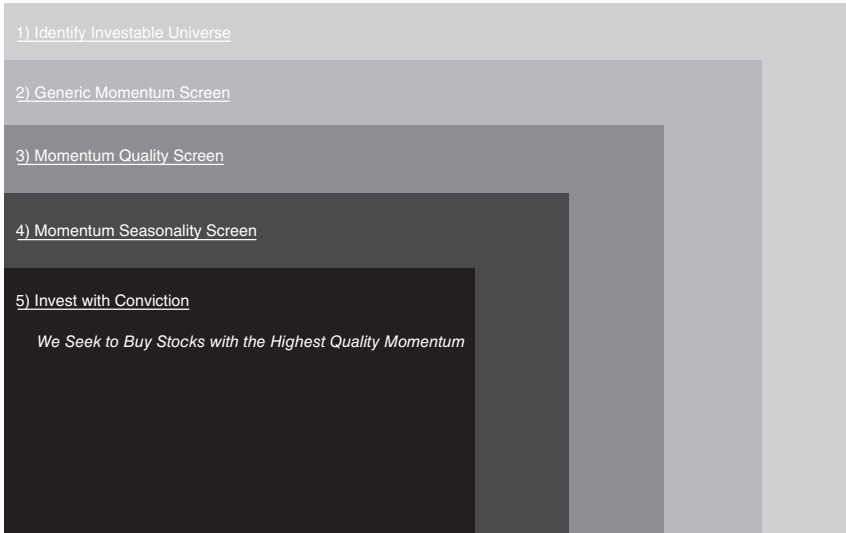 1) Identify Investable Universe
2) Generic Momentum Screen
3) Momentum Quality Screen
4) Momentum Seasonality Screen
5) Invest with Conviction
We Seek to Buy Stocks with the Highest Quality Momentum